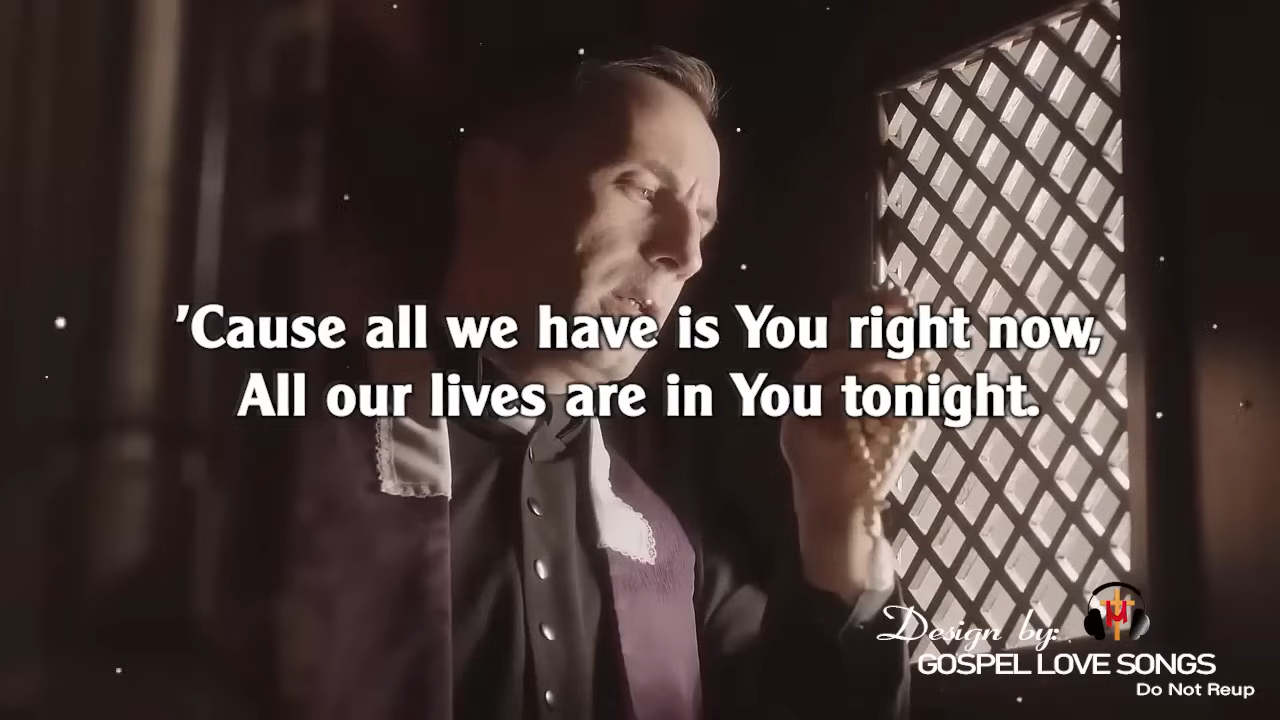 'Cause all we have is You right now,
All our lives are in You tonight.
Design by:
GOSPEL LOVE SONGS
Do Not Reup